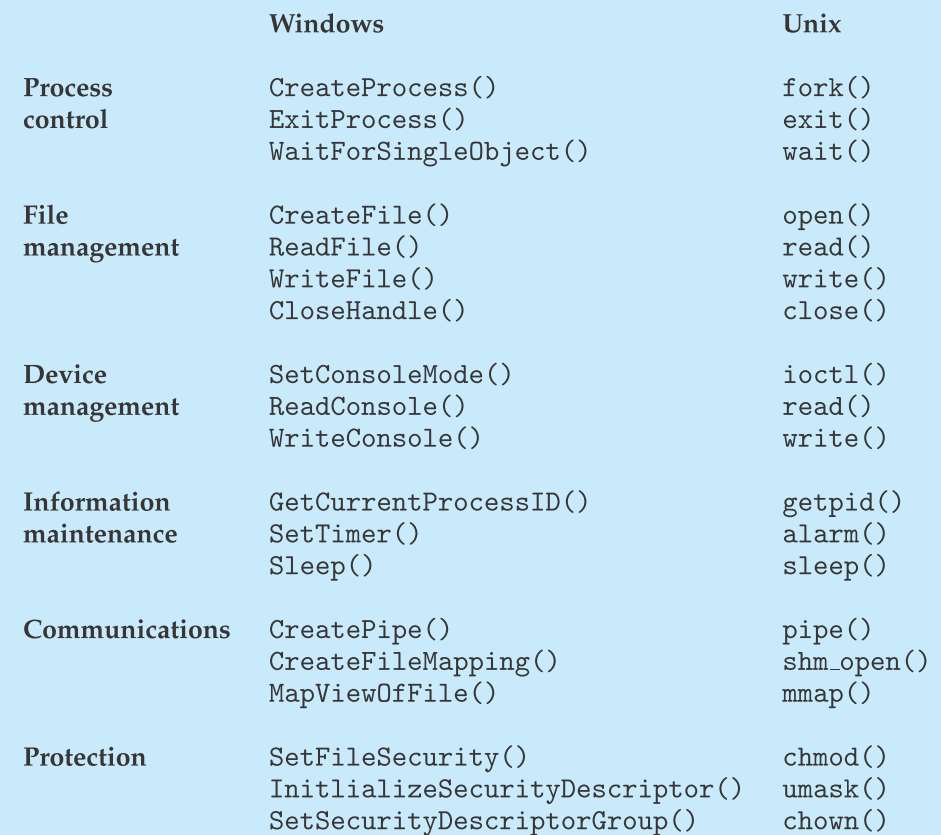 Windows Unix
Process CreateProcess() fork()
control ExitProcess() exit()
WaitForSingleObject() wait()
File CreateFile() open()
management ReadFile() read()
WriteFile() write()
CloseHandle() close()
Device SetConsoleMode() ioctl()
management ReadConsole() read()
WriteConsole() write()
Information GetCurrentProcessID() getpid()
maintenance SetTimer() alarm()
Sleep() sleep()
Communications CreatePipe() pipe()
CreateFileMapping() shm_open()
MapViewOfFile() mmap()
Protection SetFileSecurity() chmod()
InitlializeSecurityDescriptor() umask()
SetSecurityDescriptorGroup() chown()